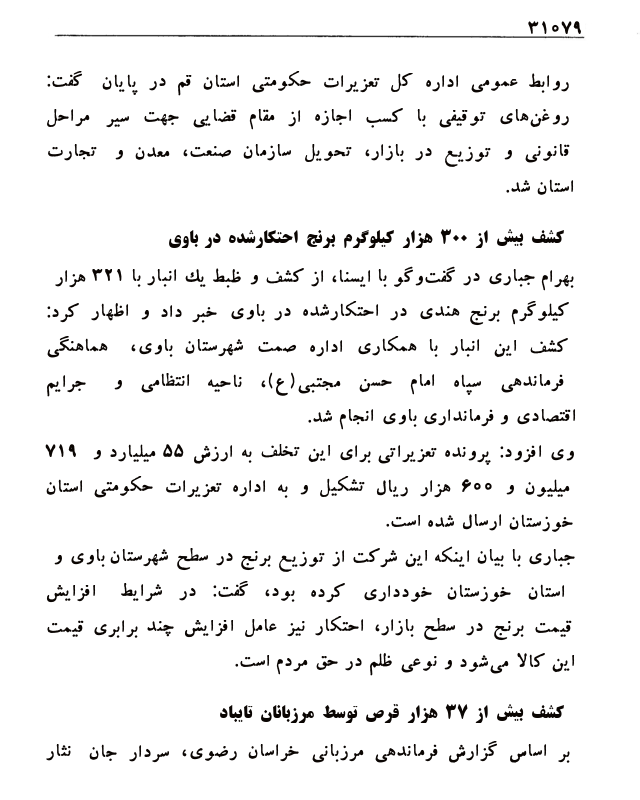 ۳۱۰۷۹
روابط عمومی اداره کل تعزیرات حکومتی استان قم در پایان گفت:
روغن‌های توقیفی با کسب اجازه از مقام قضایی جهت سیر مراحل
قانونی و توزیع در بازار، تحویل سازمان صنعت، معدن و تجارت
استان شد.
کشف بیش از ۳۰۰ هزار کیلوگرم برنج احتکارشده در باوی
بهرام جباری در گفت‌وگو با ایسنا، از کشف و ظبط یك انبار با ۳۲۱ هزار
کیلوگرم برنج هندی در احتکارشده در باوی خبر داد و اظهار کرد:
کشف این انبار با همکاری اداره صمت شهرستان باوی، هماهنگی
فرماندهی سپاه امام حسن مجتبی(ع)، ناحیه انتظامی و جرایم
اقتصادی و فرمانداری باوی انجام شد.
وی افزود: پرونده تعزیراتی برای این تخلف به ارزش ۵۵ میلیارد و ۷۱۹
میلیون و ۶۰۰ هزار ریال تشکیل و به اداره تعزیرات حکومتی استان
خوزستان ارسال شده است.
جباری با بیان اینکه این شرکت از توزیع برنج در سطح شهرستان باوی و
استان خوزستان خودداری کرده بود، گفت: در شرایط افزایش
قیمت برنج در سطح بازار، احتکار نیز عامل افزایش چند برابری قیمت
این کالا می‌شود و نوعی ظلم در حق مردم است.
کشف بیش از ۳۷ هزار قرص توسط مرزبانان تایباد
بر اساس گزارش فرماندهی مرزبانی خراسان رضوی، سردار جان نثار